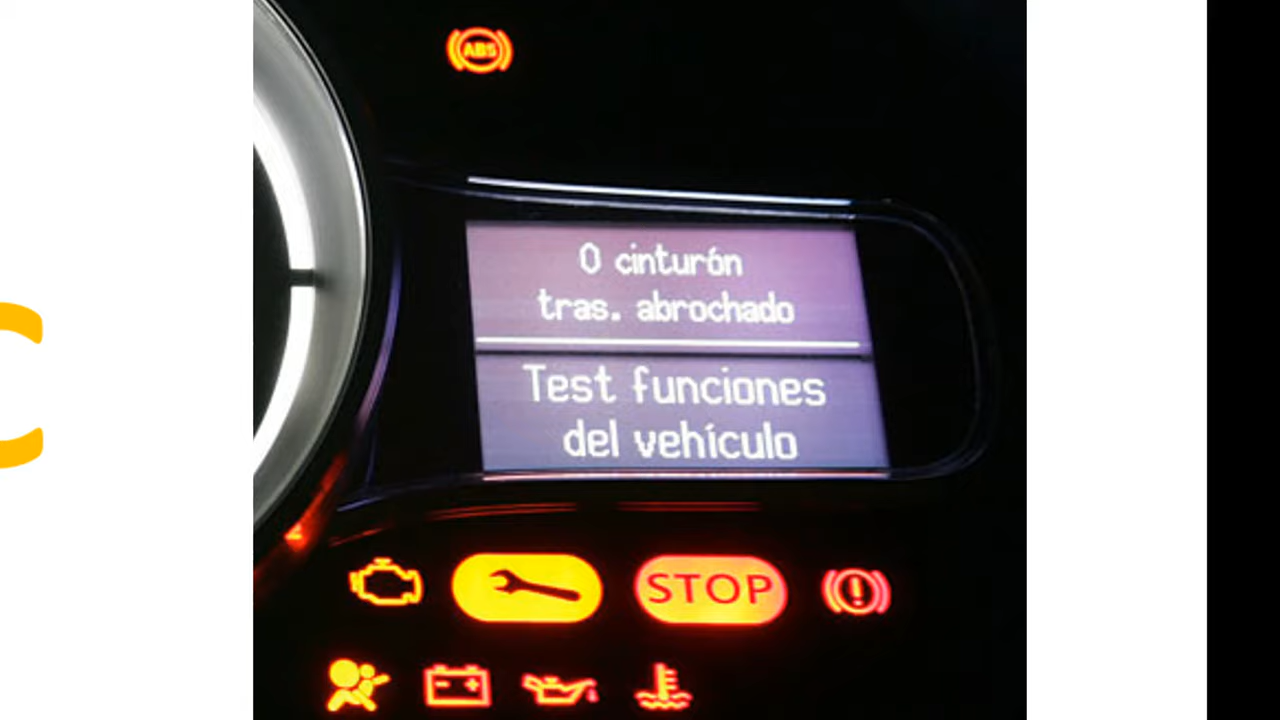 ABS
0 cinturón
tras. abrochado
Test funciones
del vehículo
STOP